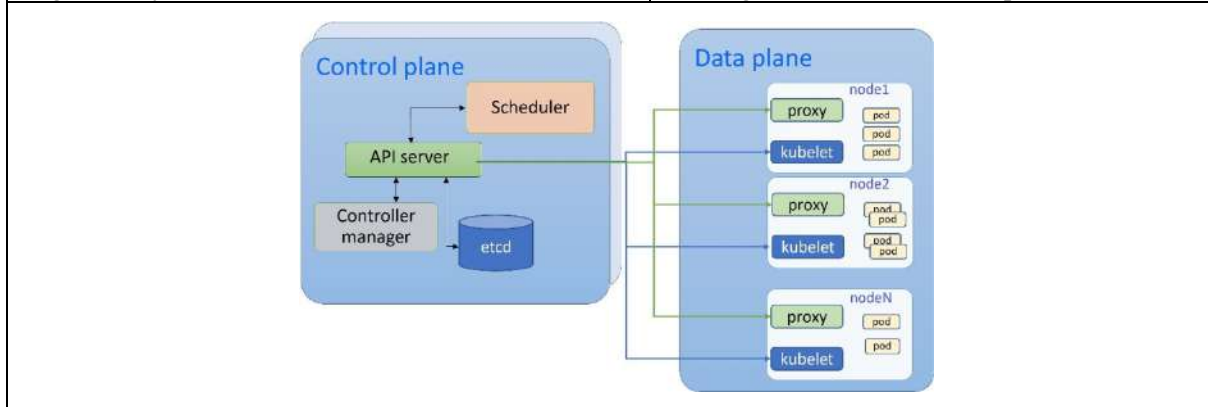 Control plane
Scheduler
API server
Controller
manager
etcd
Data plane
node1
proxy
pod
pod
kubelet
pod
node2
proxy
pod
pod
kubelet
pod
pod
nodeN
proxy
pod
pod
kubelet